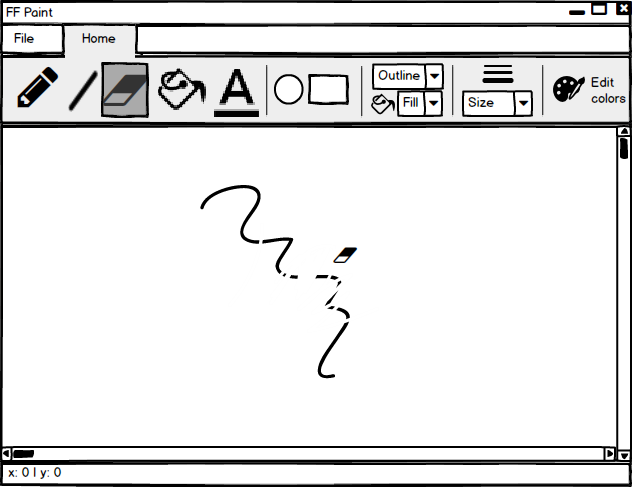 FF Paint
File
Home
A
Outline
Fill
Size
Edit
colors
x: 0 | y: 0